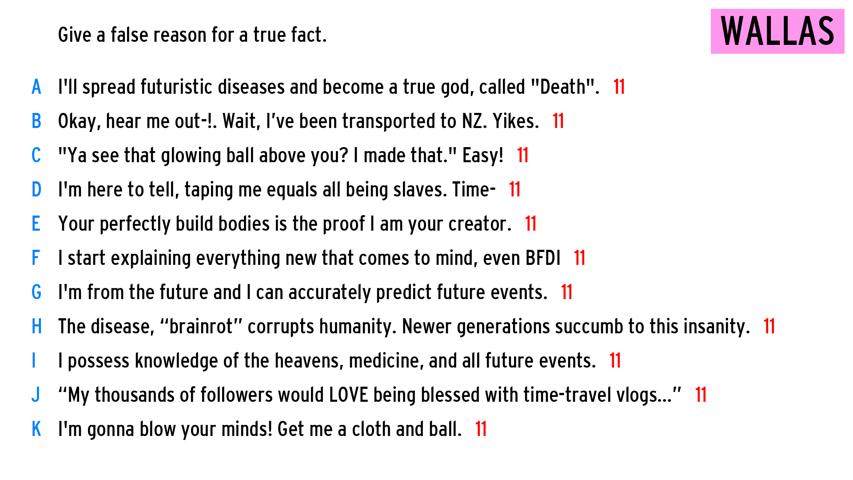 Give a false reason for a true fact.
WALLAS
A I'll spread futuristic diseases and become a true god, called "Death". 11
B Okay, hear me out-!. Wait, I've been transported to NZ. Yikes. 11
C "Ya see that glowing ball above you? I made that." Easy! 11
D I'm here to tell, taping me equals all being slaves. Time- 11
E Your perfectly build bodies is the proof I am your creator. 11
F I start explaining everything new that comes to mind, even BFDI 11
G I'm from the future and I can accurately predict future events. 11
H The disease, “brainrot” corrupts humanity. Newer generations succumb to this insanity. 11
I I possess knowledge of the heavens, medicine, and all future events. 11
J “My thousands of followers would LOVE being blessed with time-travel vlogs...” 11
K I'm gonna blow your minds! Get me a cloth and ball. 11